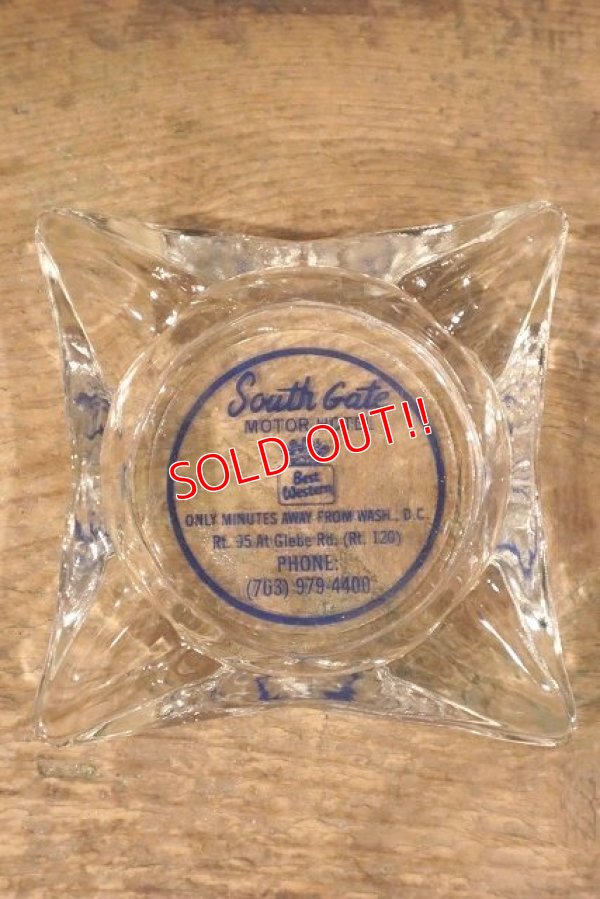 South Gate
MOTOR HOTEL
SOLD OUT!!
Best
Western
ONLY MINUTES AWAY FROM WASH., D.C.
Rt. 95 At Glebe Rd. (Rt. 120)
PHONE:
(703) 979-4400